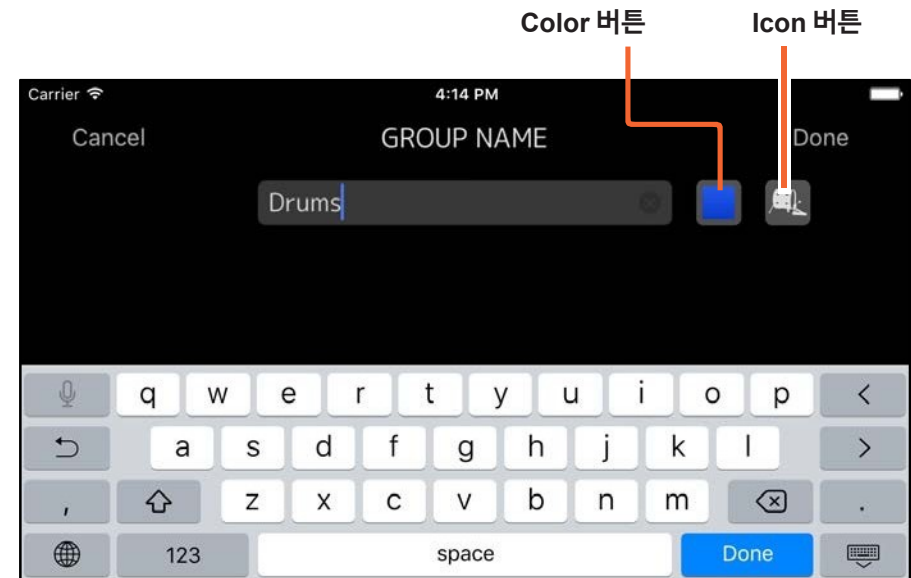 Color 버튼 Icon 버튼
Carrier 4:14 PM
Cancel GROUP NAME Done
Drums
q w e r t y u i o p <
a s d f g h j k l >
, z x c v b n m .
123 space Done